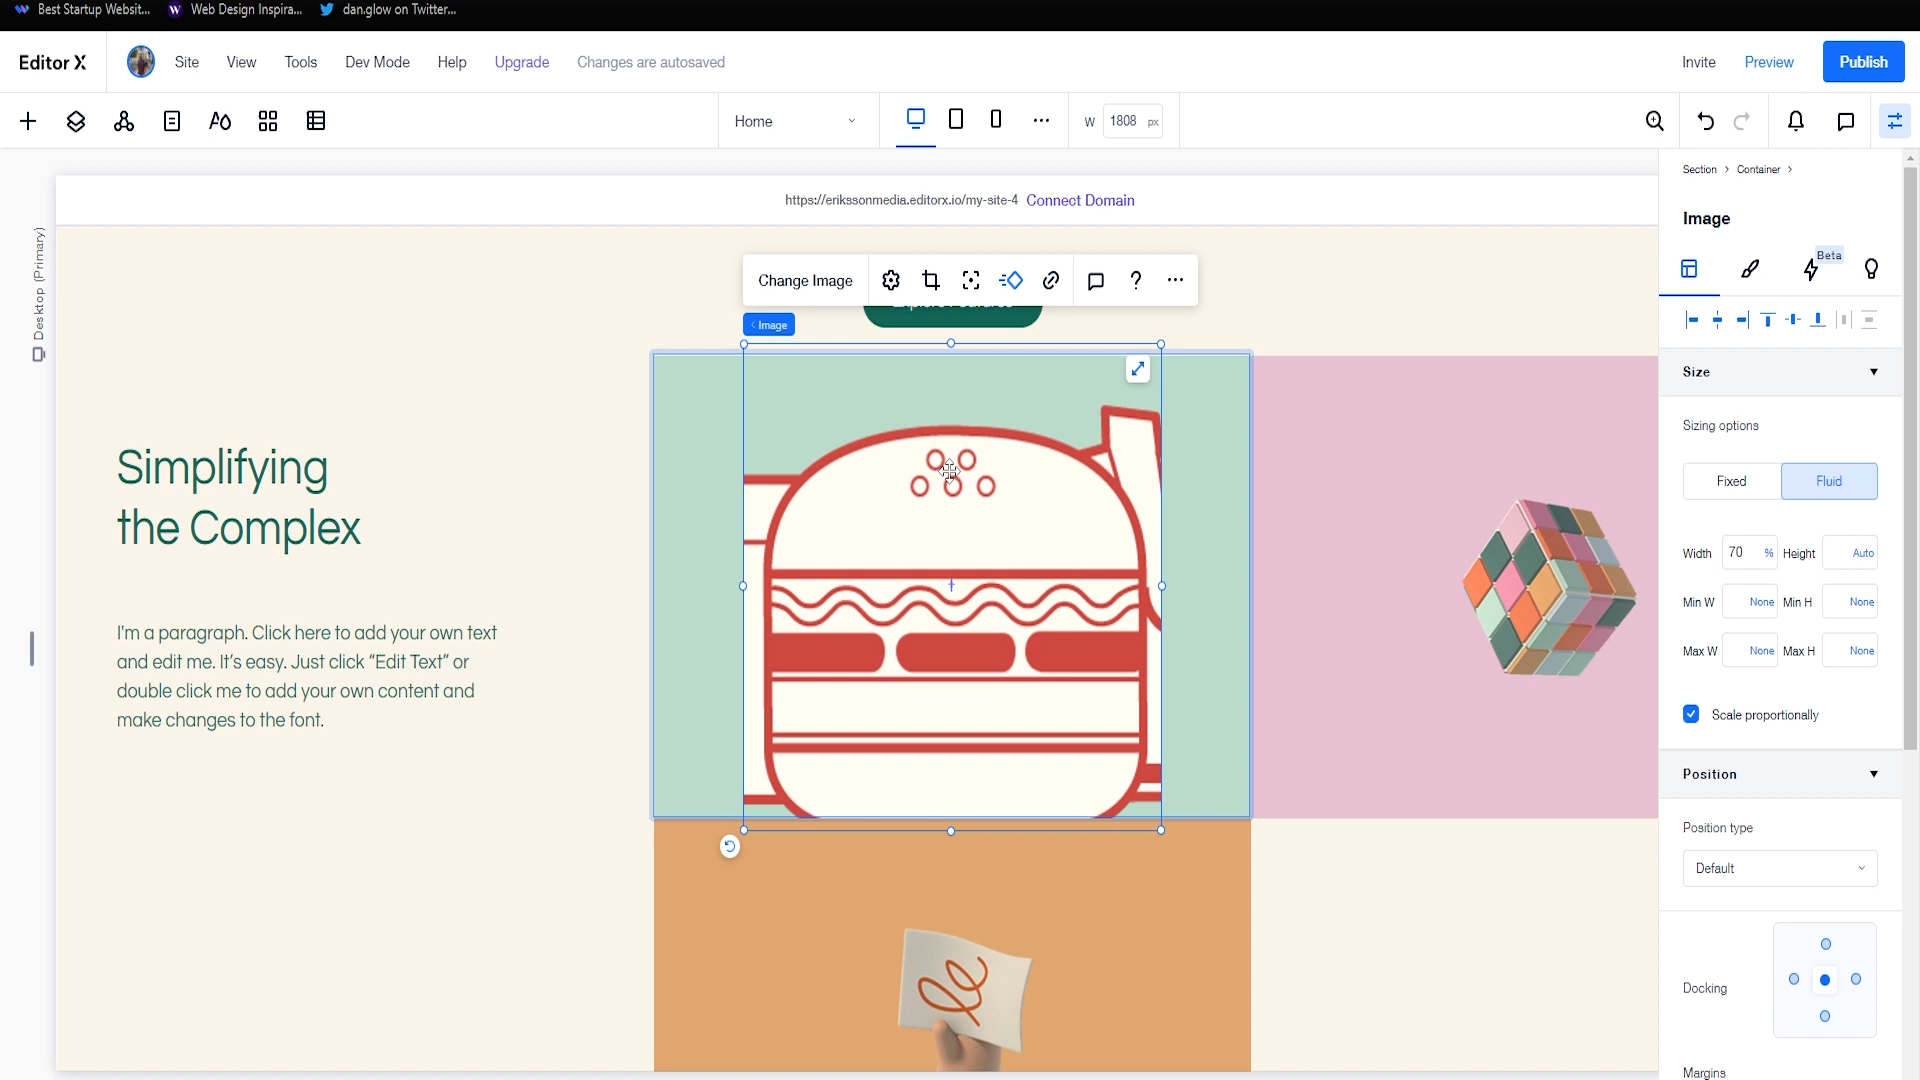 Best Startup Websit...
Web Design Inspira...
dan.glow on Twitter...
Editor X
Site
View
Tools
Dev Mode
Help
Upgrade
Changes are autosaved
Invite
Preview
Publish
Home
W
1808
px
Section
Container
Desktop (Primary)
https://erikssonmedia.editorx.io/my-site-4
Connect Domain
Image
Beta
Change Image
Image
Size
Sizing options
Fixed
Fluid
Simplifying
the Complex
Width
70
%
Height
Auto
Min W
None
Min H
None
I'm a paragraph. Click here to add your own text
and edit me. It's easy. Just click “Edit Text” or
double click me to add your own content and
make changes to the font.
Max W
None
Max H
None
Scale proportionally
Position
Position type
Default
Docking
Margins